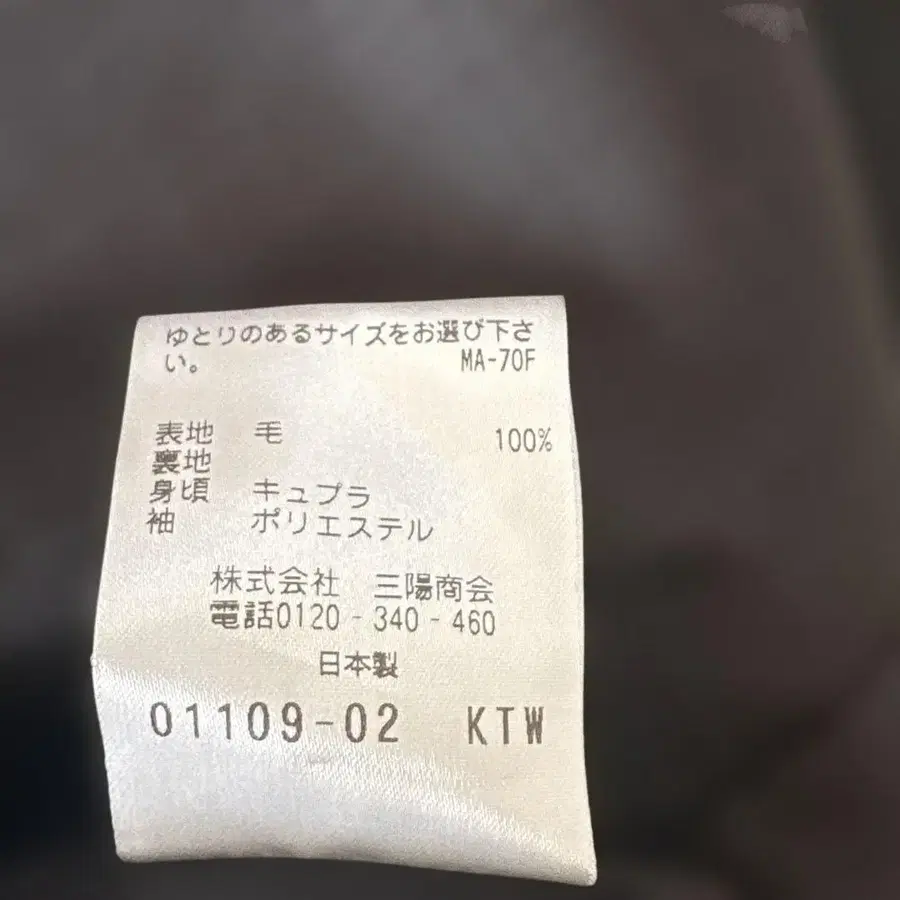 ゆとりのあるサイズをお選び下さ
い。 MA-70F
表地 毛 100%
裏地
身頃 キュプラ
袖 ポリエステル
株式会社 三陽商会
電話0120-340-460
日本製
01109-02 KTW